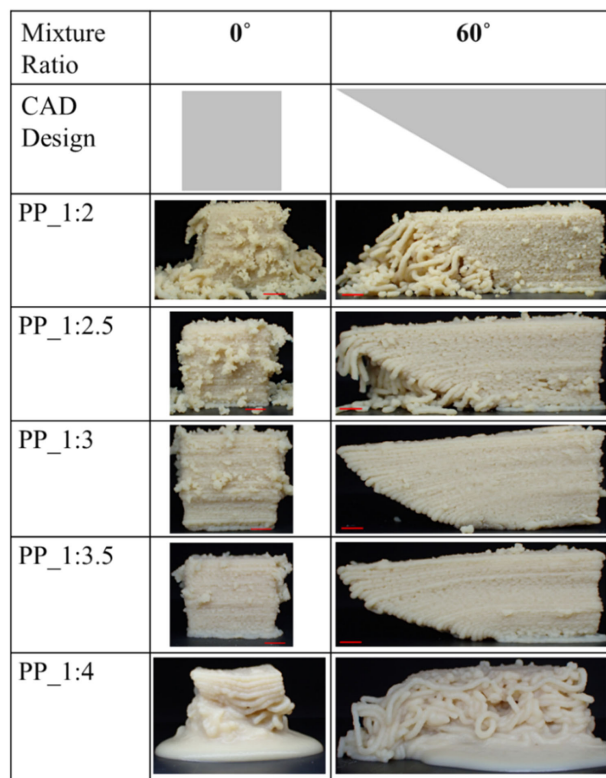 Mixture Ratio 0° 60°
CAD Design
PP_1:2
PP_1:2.5
PP_1:3
PP_1:3.5
PP_1:4